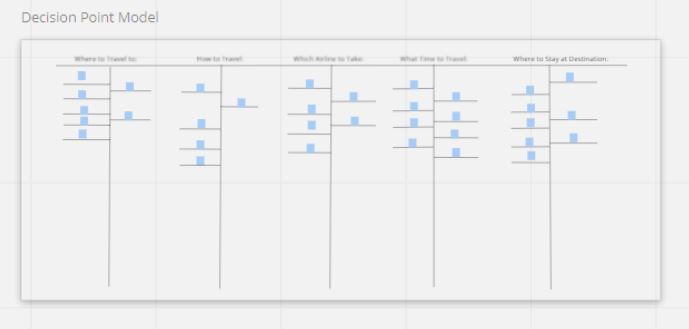 Decision Point Model
Where to Travel to:
How to Travel:
Which Airline to Take:
What Time to Travel:
Where to Stay at Destination: